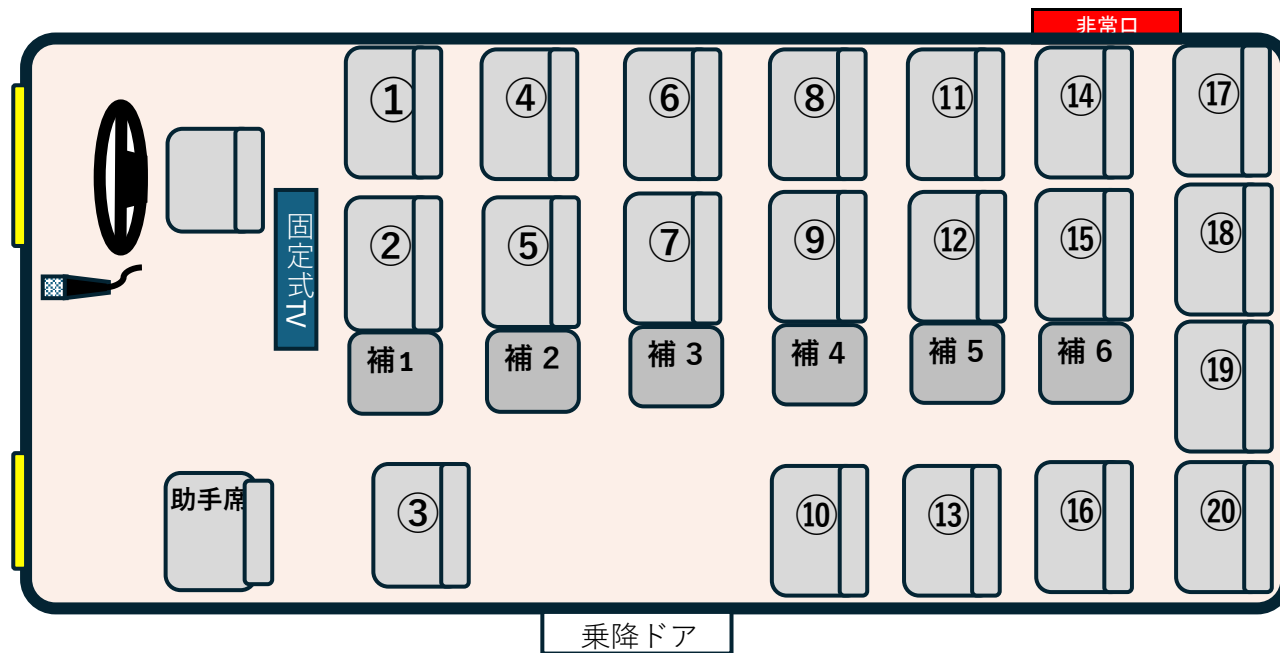 非常口
① ④ ⑥ ⑧ ⑪ ⑭ ⑰
固定式TV
② ⑤ ⑦ ⑨ ⑫ ⑮ ⑱
補1 補２ 補３ 補４ 補５ 補６
⑲
助手席
③ ⑩ ⑬ ⑯ ⑳
乗降ドア